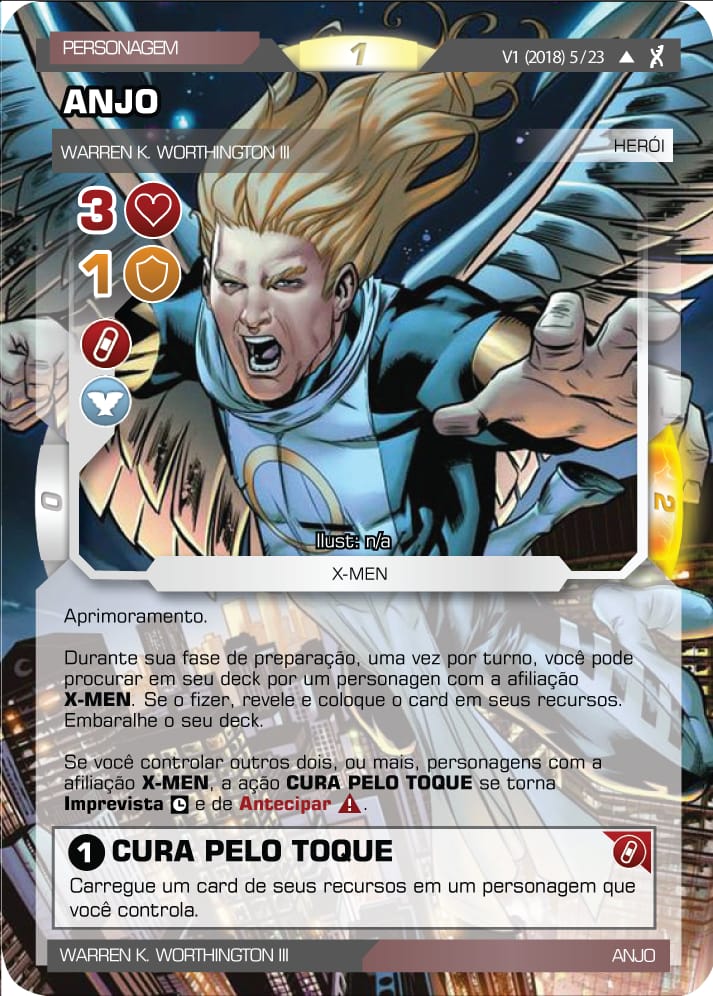 PERSONAGEM
1
V1 (2018) 5/23
ANJO
WARREN K. WORTHINGTON III
HERÓI
3
1
0
2
Ilust: n/a
X-MEN
Aprimoramento.
Durante sua fase de preparação, uma vez por turno, você pode
procurar em seu deck por um personagen com a afiliação
X-MEN. Se o fizer, revele e coloque o card em seus recursos.
Embaralhe o seu deck.
Se você controlar outros dois, ou mais, personagens com a
afiliação X-MEN, a ação CURA PELO TOQUE se torna
Imprevista e de Antecipar.
1 CURA PELO TOQUE
Carregue um card de seus recursos em um personagem que
você controla.
WARREN K. WORTHINGTON III
ANJO